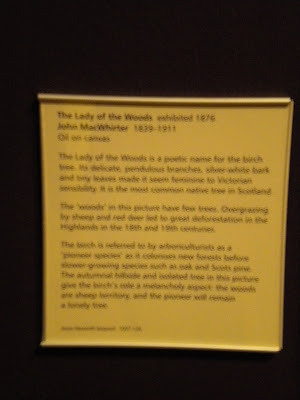 The Lady of the Woods exhibited 1876
John MacWhirter 1839-1911
Oil on canvas
The Lady of the Woods is a poetic name for the birch
tree. Its delicate, pendulous branches, silver-white bark
and tiny leaves made it seem feminine to Victorian
sensibility. It is the most common native tree in Scotland.
The 'woods' in this picture have few trees. Overgrazing
by sheep and red deer led to great deforestation in the
Highlands in the 18th and 19th centuries.
The birch is referred to by arboriculturists as a
'pioneer species' as it colonises new forests before
slower-growing species such as oak and Scots pine.
The autumnal hillside and isolated tree in this picture
give the birch's role a melancholy aspect: the woods
are sheep territory, and the pioneer will remain
a lonely tree.